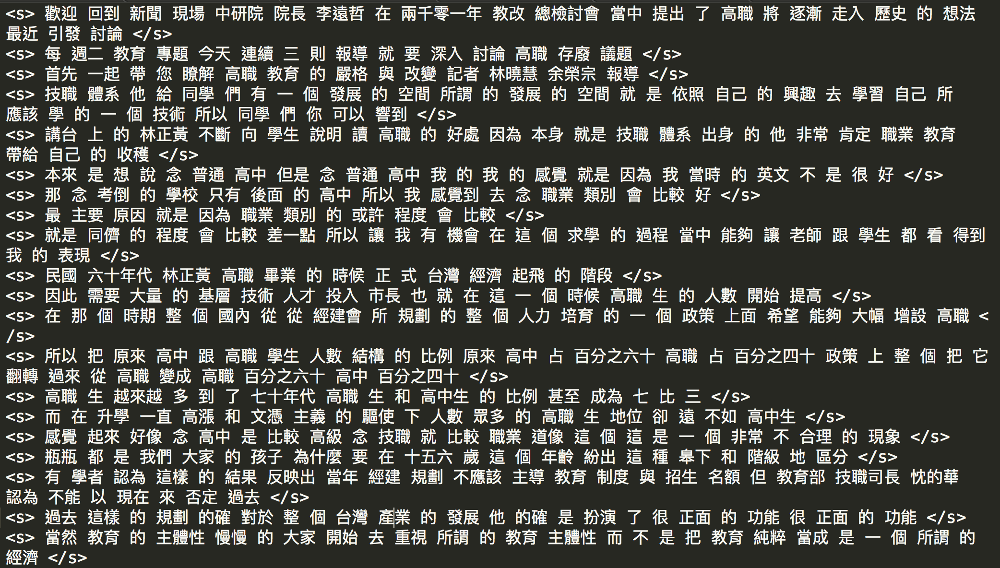 <s> 歡迎 回到 新聞 現場 中研院 院長 李遠哲 在 兩千零一年 教改 總檢討會 當中 提出 了 高職 將 逐漸 走入 歷史 的 想法
最近 引發 討論 </s>
<s> 每 週二 教育 專題 今天 連續 三 則 報導 就 要 深入 討論 高職 存廢 議題 </s>
<s> 首先 一起 帶 您 瞭解 高職 教育 的 嚴格 與 改變 記者 林曉慧 余榮宗 報導 </s>
<s> 技職 體系 他 給 同學 們 有 一 個 發展 的 空間 所謂 的 發展 的 空間 就 是 依照 自己 的 興趣 去 學習 自己 所
應該 學 的 一 個 技術 所以 同學 們 你 可以 響到 </s>
<s> 講台 上 的 林正黃 不斷 向 學生 說明 讀 高職 的 好處 因為 本身 就是 技職 體系 出身 的 他 非常 肯定 職業 教育
帶給 自己 的 收穫 </s>
<s> 本來 是 想 說 念 普通 高中 但是 念 普通 高中 我 的 我 的 感覺 就是 因為 我 當時 的 英文 不 是 很 好 </s>
<s> 那 念 考倒 的 學校 只有 後面 的 高中 所以 我 感覺到 去 念 職業 類別 會 比較 好 </s>
<s> 最 主要 原因 就是 因為 職業 類別 的 或許 程度 會 比較 </s>
<s> 就是 同儕 的 程度 會 比較 差一點 所以 讓 我 有 機會 在 這 個 求學 的 過程 當中 能夠 讓 老師 跟 學生 都 看 得到
我 的 表現 </s>
<s> 民國 六十年代 林正黃 高職 畢業 的 時候 正 式 台灣 經濟 起飛 的 階段 </s>
<s> 因此 需要 大量 的 基層 技術 人才 投入 市長 也 就 在 這 一 個 時候 高職 生 的 人數 開始 提高 </s>
<s> 在 那 個 時期 整 個 國內 從 從 經建會 所 規劃 的 整 個 人力 培育 的 一 個 政策 上面 希望 能夠 大幅 增設 高職 <
/s>
<s> 所以 把 原來 高中 跟 高職 學生 人數 結構 的 比例 原來 高中 占 百分之六十 高職 占 百分之四十 政策 上 整 個 把 它
翻轉 過來 從 高職 變成 高職 百分之六十 高中 百分之四十 </s>
<s> 高職 生 越來越 多 到 了 七十年代 高職 生 和 高中生 的 比例 甚至 成為 七 比 三 </s>
<s> 而 在 升學 一直 高漲 和 文憑 主義 的 驅使 下 人數 眾多 的 高職 生 地位 卻 遠 不如 高中生 </s>
<s> 感覺 起來 好像 念 高中 是 比較 高級 念 技職 就 比較 職業 道像 這 個 這 是 一 個 非常 不 合理 的 現象 </s>
<s> 瓶瓶 都 是 我們 大家 的 孩子 為什麼 要 在 十五六 歲 這 個 年齡 紛出 這 種 皋下 和 階級 地 區分 </s>
<s> 有 學者 認為 這樣 的 結果 反映出 當年 經建 規劃 不應該 主導 教育 制度 與 招生 名額 但 教育部 技職司長 忱的華
認為 不能 以 現在 來 否定 過去 </s>
<s> 過去 這樣 的 規劃 的確 對於 整 個 台灣 產業 的 發展 他 的確 是 扮演 了 很 正面 的 功能 很 正面 的 功能 </s>
<s> 當然 教育 的 主體性 慢慢 的 大家 開始 去 重視 所謂 的 教育 主體性 而 不 是 把 教育 純粹 當成 是 一 個 所謂 的
經濟 </s>